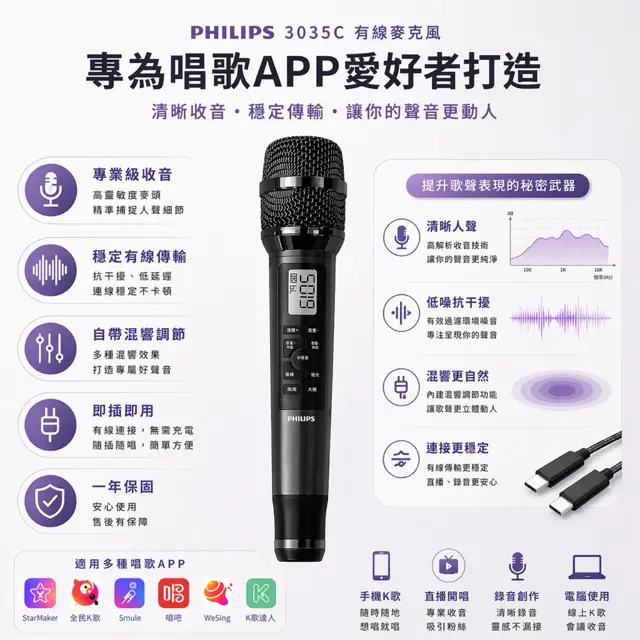 PHILIPS 3035C 有線麥克風
專為唱歌APP愛好者打造
清晰收音・穩定傳輸・讓你的聲音更動人
專業級收音
高靈敏度麥頭
精準捕捉人聲細節
穩定有線傳輸
抗干擾、低延遲
連線穩定不卡頓
自帶混響調節
多種混響效果
打造專屬好聲音
即插即用
有線連接，無需充電
隨插隨唱，簡單方便
一年保固
安心使用
售後有保障
PHILIPS
提升歌聲表現的秘密武器
清晰人聲
高解析收音技術
讓你的聲音更純淨
dB
100 1K 10K
頻率(Hz)
低噪抗干擾
有效過濾環境噪音
專注呈現你的聲音
混響更自然
內建混響調節功能
讓歌聲更立體動人
連接更穩定
有線傳輸更穩定
直播、錄音更安心
適用多種唱歌APP
StarMaker
全民K歌
Smule
唱吧
WeSing
K歌達人
手機K歌
隨時隨地
想唱就唱
直播開唱
專業收音
吸引粉絲
錄音創作
清晰錄音
靈感不漏接
電腦使用
線上K歌
會議收音